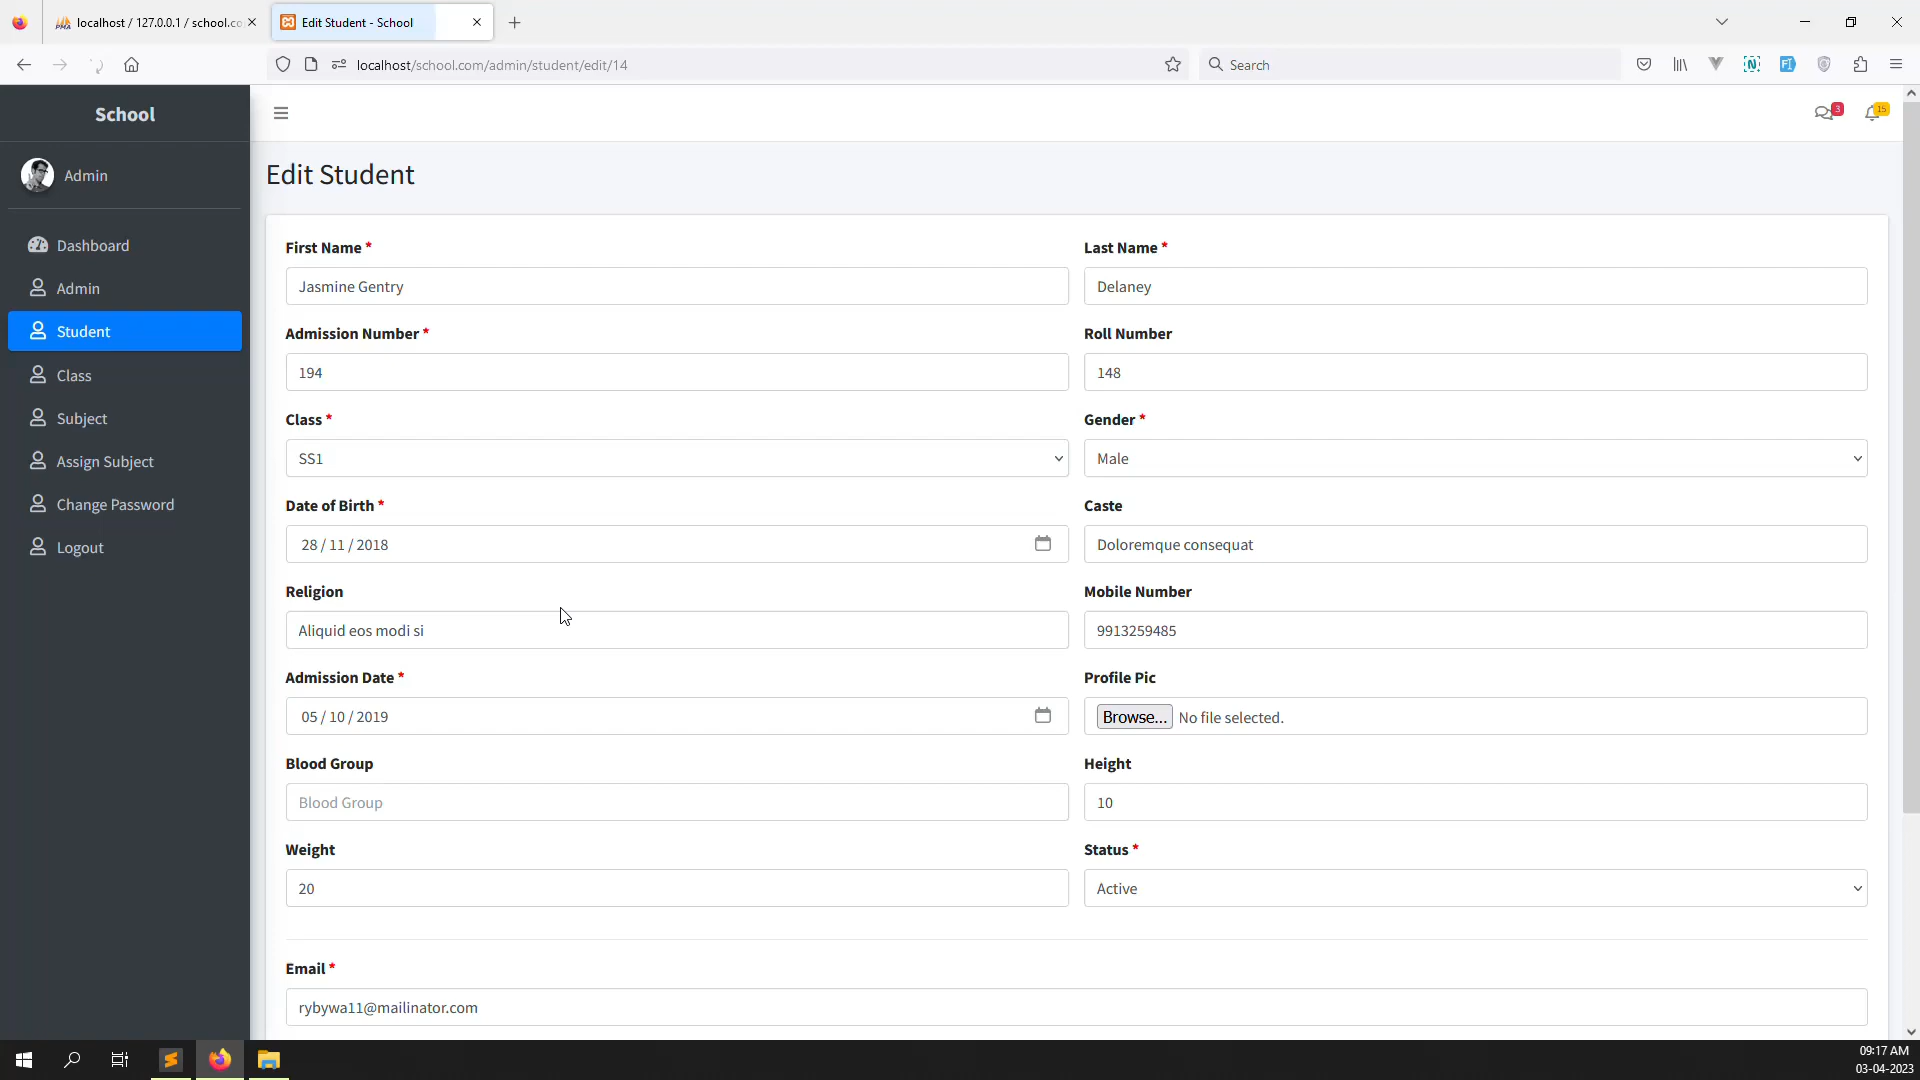 localhost / 127.0.0.1 / school.co
Edit Student - School
localhost/school.com/admin/student/edit/14
Search
School
3
15
Admin
Edit Student
Dashboard
Admin
Student
Class
Subject
Assign Subject
Change Password
Logout
First Name *
Last Name *
Jasmine Gentry
Delaney
Admission Number *
Roll Number
194
148
Class *
Gender *
SS1
Male
Date of Birth *
Caste
28 / 11 / 2018
Doloremque consequat
Religion
Mobile Number
Aliquid eos modi si
9913259485
Admission Date *
Profile Pic
05 / 10 / 2019
Browse... No file selected.
Blood Group
Height
Blood Group
10
Weight
Status *
20
Active
Email *
rybywa11@mailinator.com
09:17 AM
03-04-2023